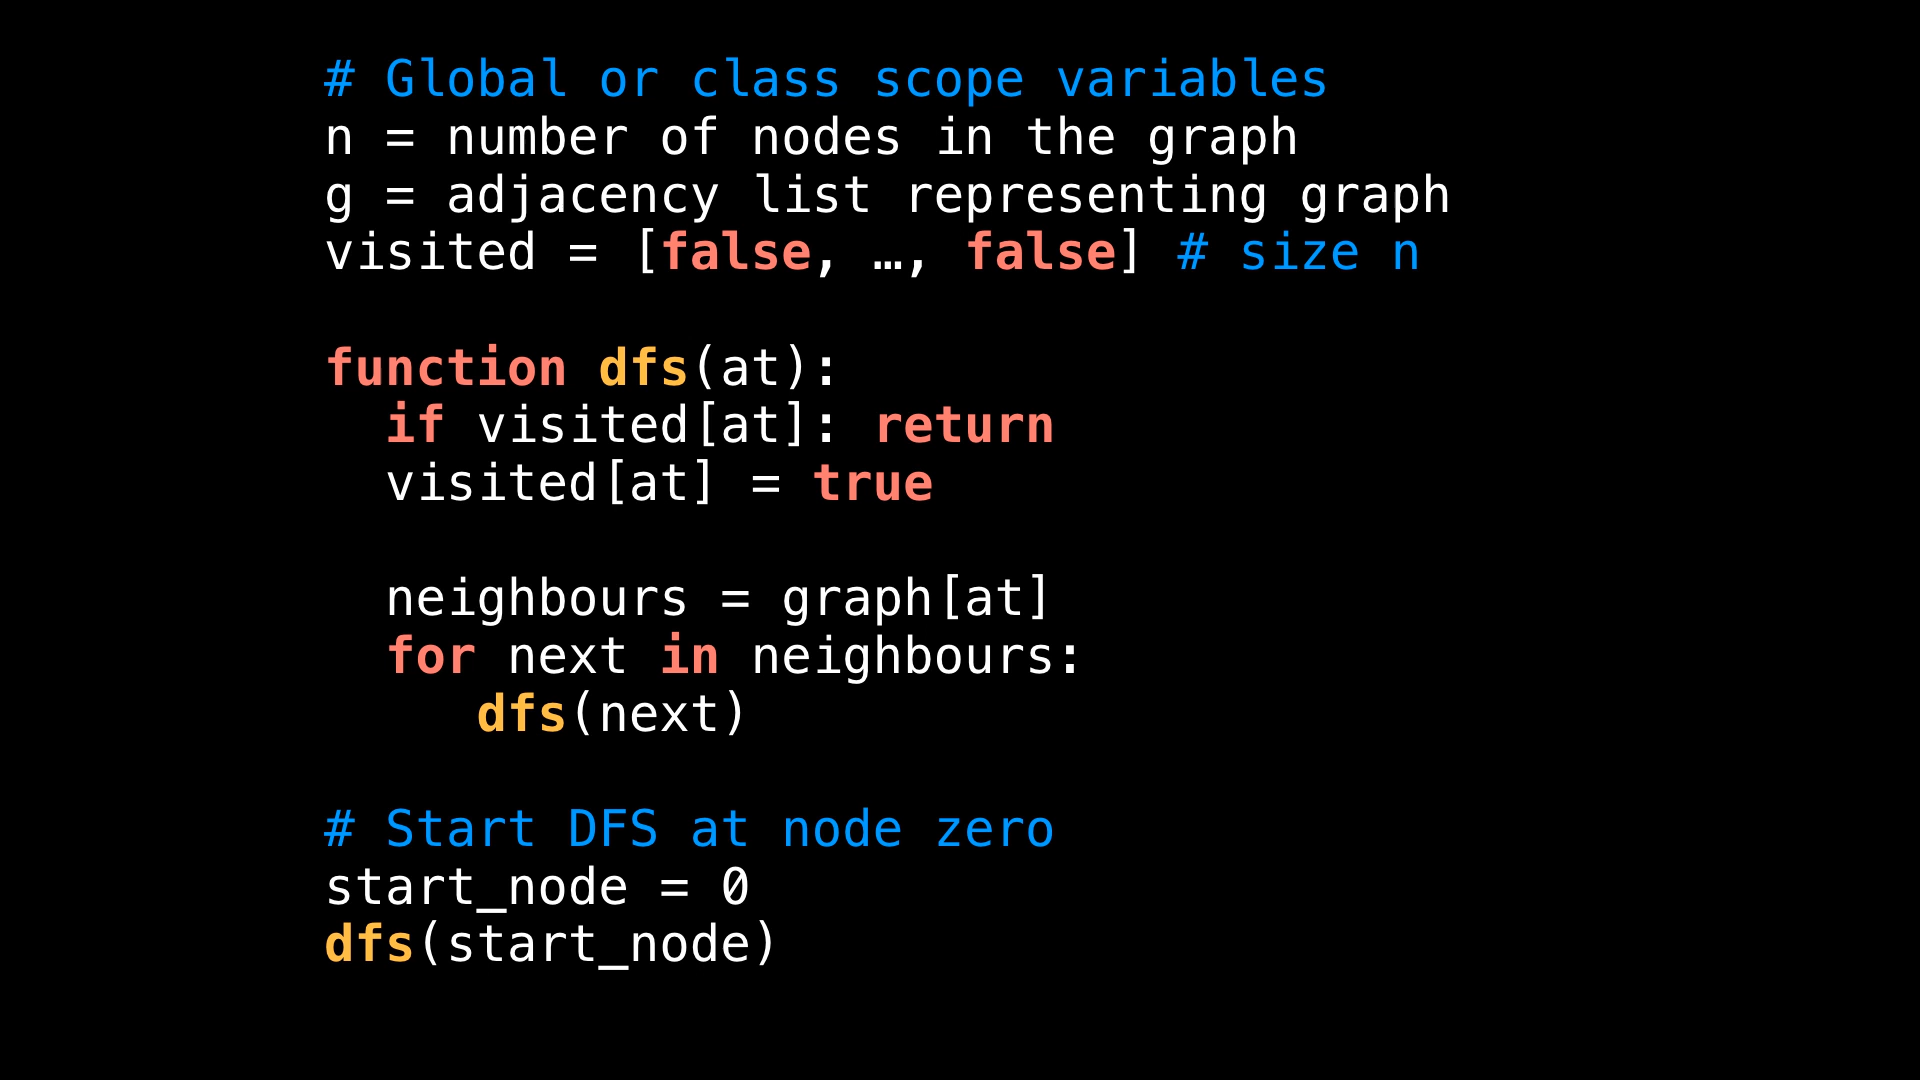 # Global or class scope variables
n = number of nodes in the graph
g = adjacency list representing graph
visited = [false, …, false] # size n
function dfs(at):
if visited[at]: return
visited[at] = true
neighbours = graph[at]
for next in neighbours:
dfs(next)
# Start DFS at node zero
start_node = 0
dfs(start_node)